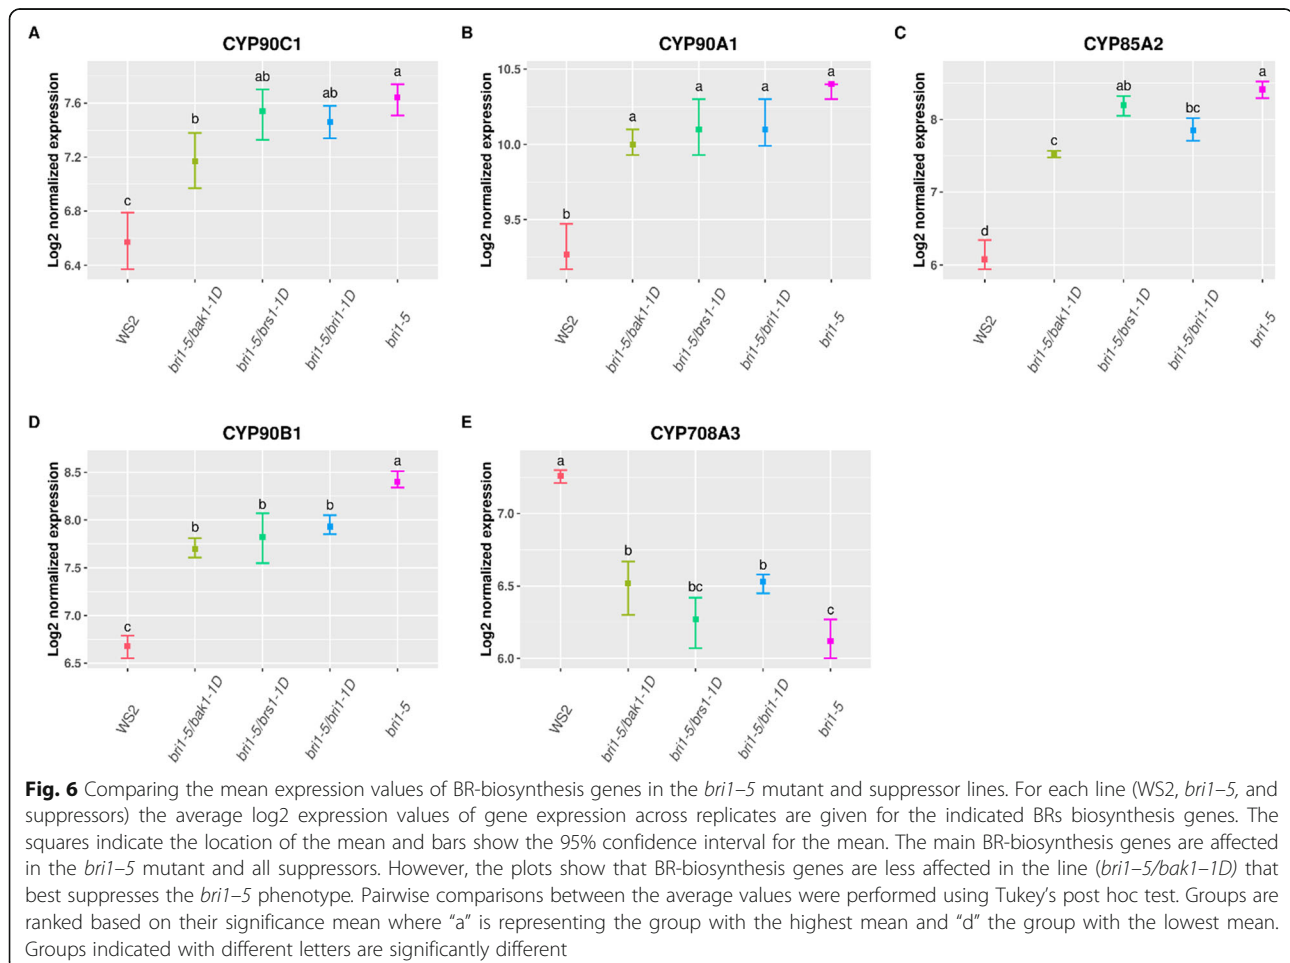 A
CYP90C1
Log2 normalized expression
7.6
7.2
6.8
6.4
c
b
ab
ab
a
WS2
bri1-5/bak1-1D
bri1-5/brs1-1D
bri1-5/bri1-1D
bri1-5
B
CYP90A1
Log2 normalized expression
10.5
10.0
9.5
b
a
a
a
a
WS2
bri1-5/bak1-1D
bri1-5/brs1-1D
bri1-5/bri1-1D
bri1-5
C
CYP85A2
Log2 normalized expression
8
7
6
d
c
ab
bc
a
WS2
bri1-5/bak1-1D
bri1-5/brs1-1D
bri1-5/bri1-1D
bri1-5
D
CYP90B1
Log2 normalized expression
8.5
8.0
7.5
7.0
6.5
c
b
b
b
a
WS2
bri1-5/bak1-1D
bri1-5/brs1-1D
bri1-5/bri1-1D
bri1-5
E
CYP708A3
Log2 normalized expression
7.0
6.5
6.0
a
b
bc
b
c
WS2
bri1-5/bak1-1D
bri1-5/brs1-1D
bri1-5/bri1-1D
bri1-5
Fig. 6 Comparing the mean expression values of BR-biosynthesis genes in the bri1–5 mutant and suppressor lines. For each line (WS2, bri1–5, and
suppressors) the average log2 expression values of gene expression across replicates are given for the indicated BRs biosynthesis genes. The
squares indicate the location of the mean and bars show the 95% confidence interval for the mean. The main BR-biosynthesis genes are affected
in the bri1–5 mutant and all suppressors. However, the plots show that BR-biosynthesis genes are less affected in the line (bri1–5/bak1–1D) that
best suppresses the bri1–5 phenotype. Pairwise comparisons between the average values were performed using Tukey's post hoc test. Groups are
ranked based on their significance mean where “a” is representing the group with the highest mean and “d” the group with the lowest mean.
Groups indicated with different letters are significantly different